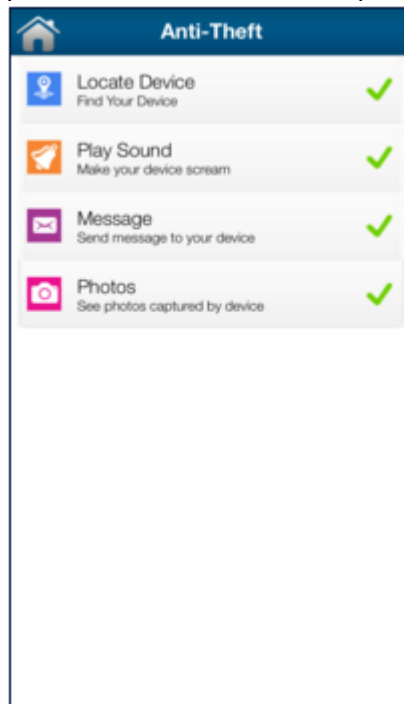 Anti-Theft
Locate Device
Find Your Device
Play Sound
Make your device scream
Message
Send message to your device
Photos
See photos captured by device